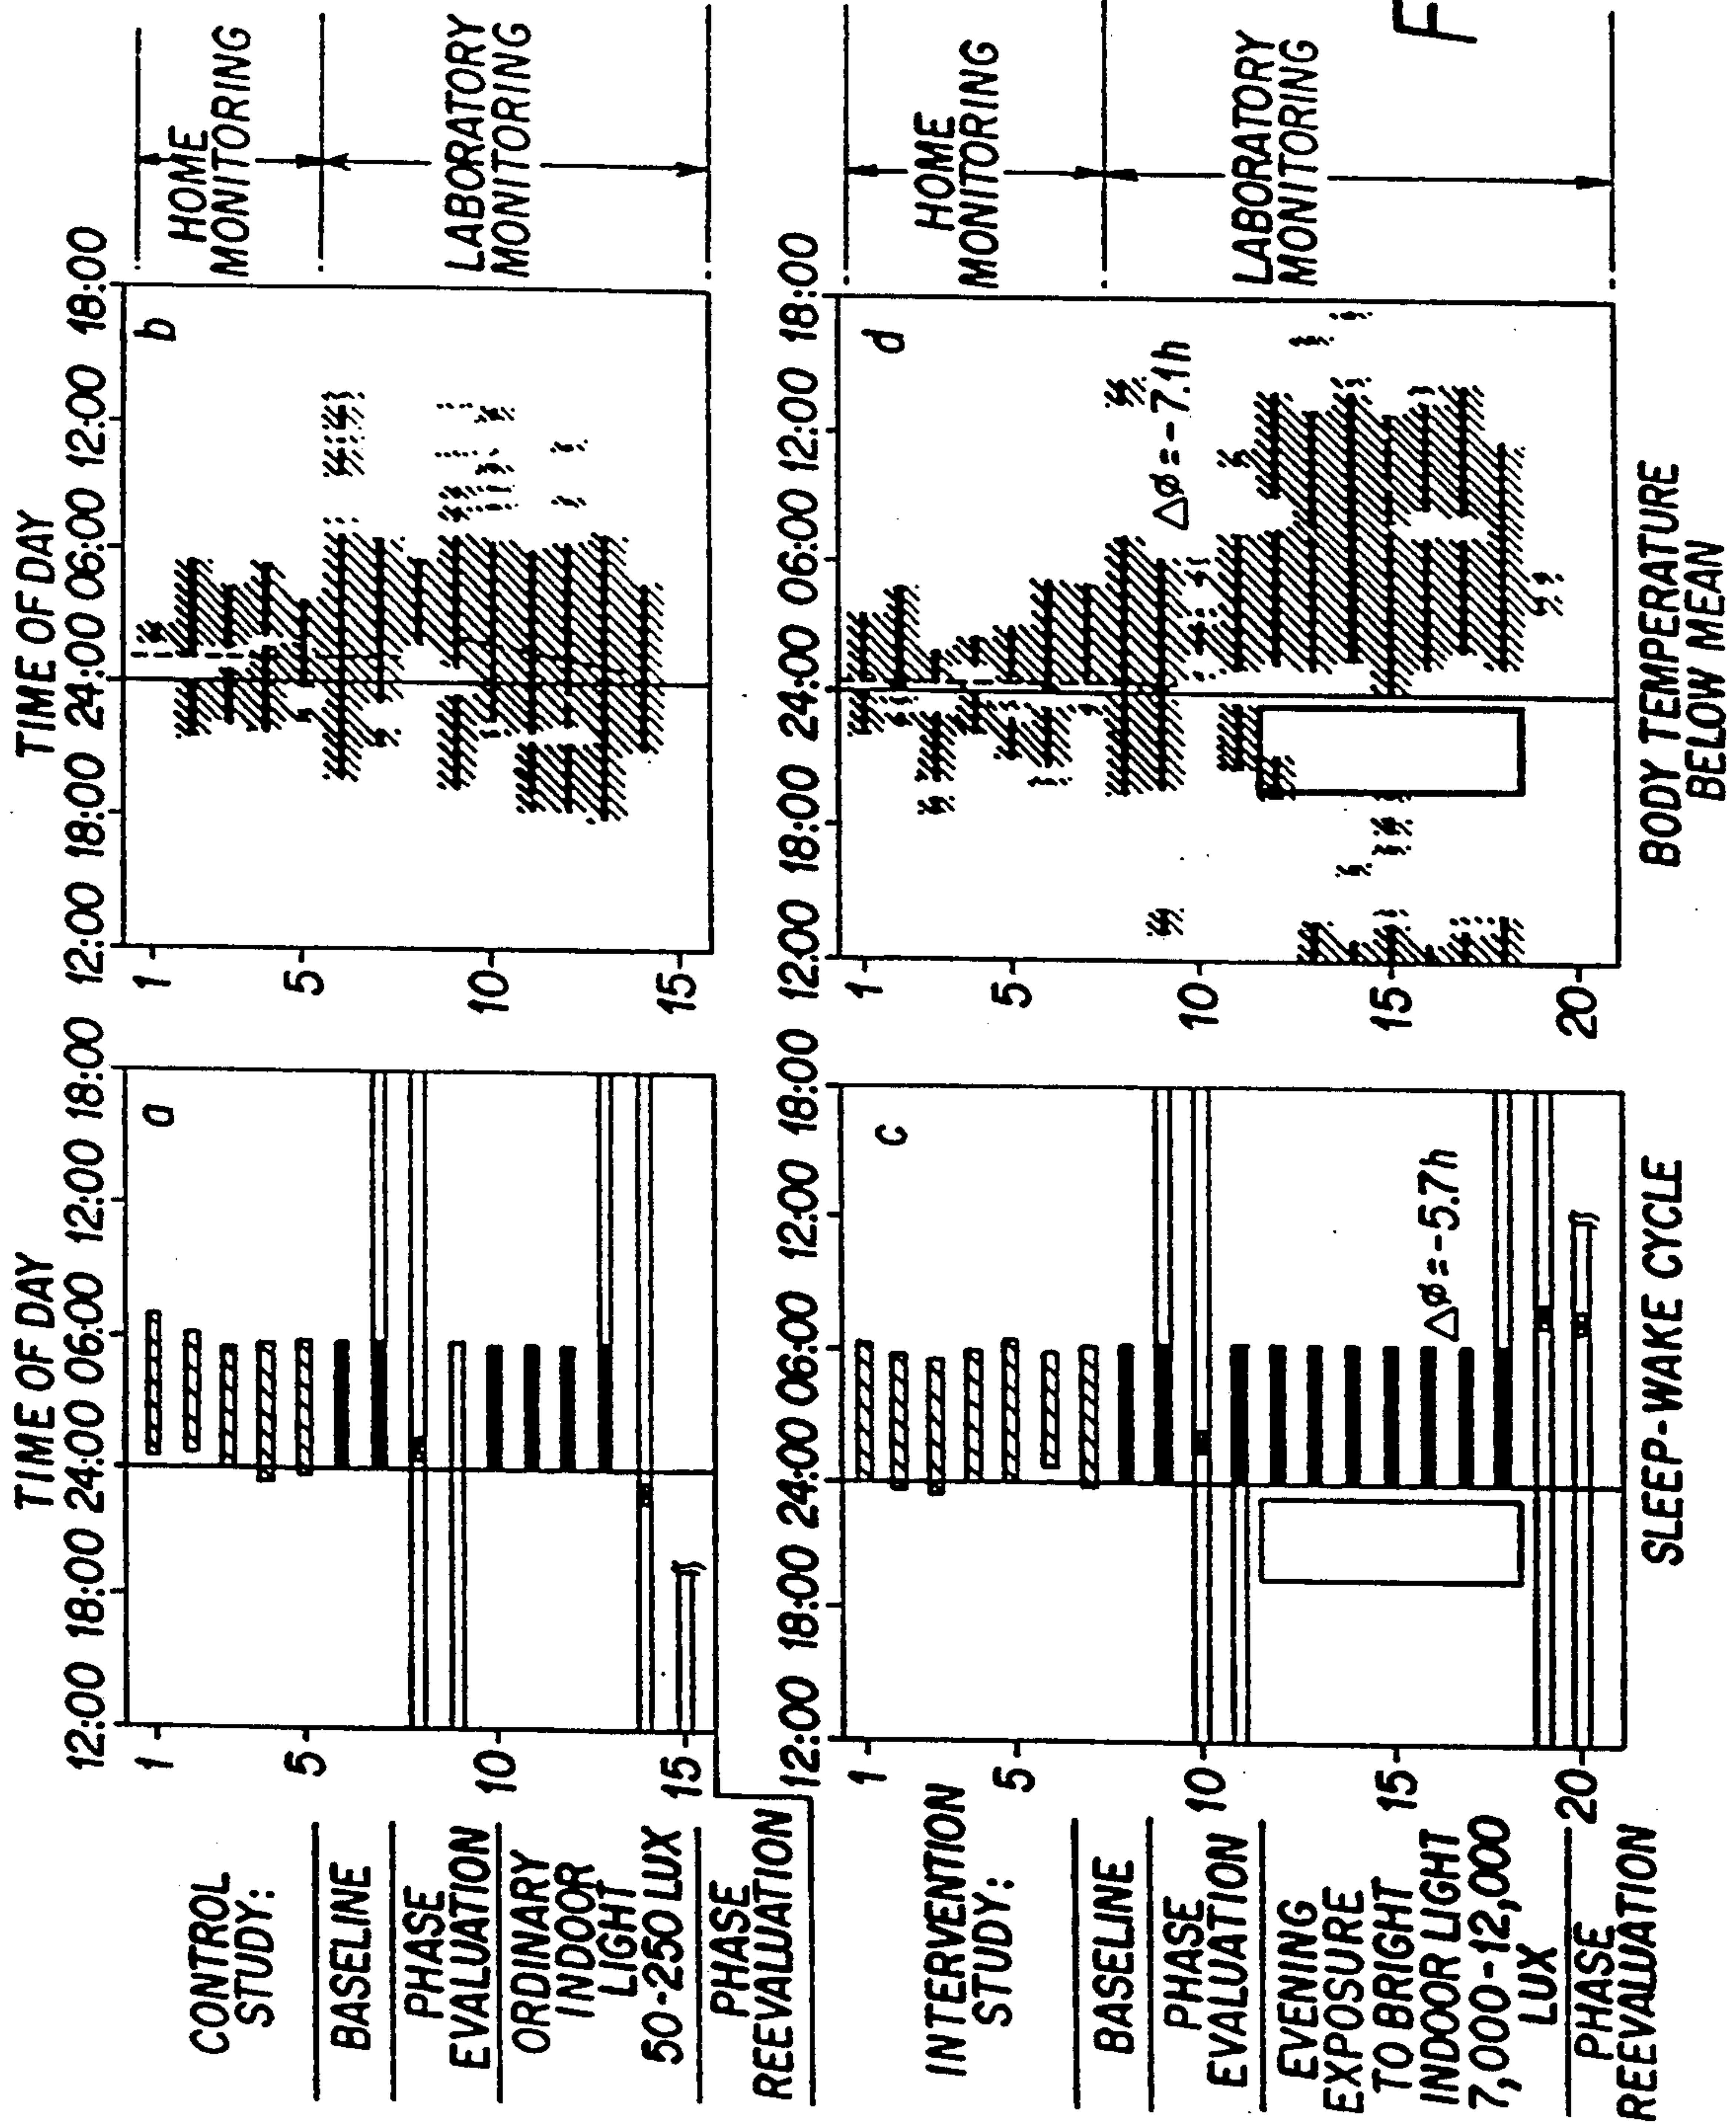 TIME OF DAY
TIME OF DAY
12:00 18:00 24:00 06:00 12:00 18:00
12:00 18:00 24:00 06:00 12:00 18:00
CONTROL
STUDY:
BASELINE
PHASE
EVALUATION
ORDINARY
INDOOR
LIGHT
50-250 LUX
PHASE
REEVALUATION
1
5
10
15
a
1
5
10
15
b
HOME
MONITORING
LABORATORY
MONITORING
12:00 18:00 24:00 06:00 12:00 18:00
12:00 18:00 24:00 06:00 12:00 18:00
INTERVENTION
STUDY:
BASELINE
PHASE
EVALUATION
EVENING
EXPOSURE
TO BRIGHT
INDOOR LIGHT
7,000-12,000
LUX
PHASE
REEVALUATION
1
5
10
15
20
c
Δø=-5.7h
1
5
10
15
20
d
Δø=-7.1h
HOME
MONITORING
LABORATORY
MONITORING
SLEEP-WAKE CYCLE
BODY TEMPERATURE
BELOW MEAN
F